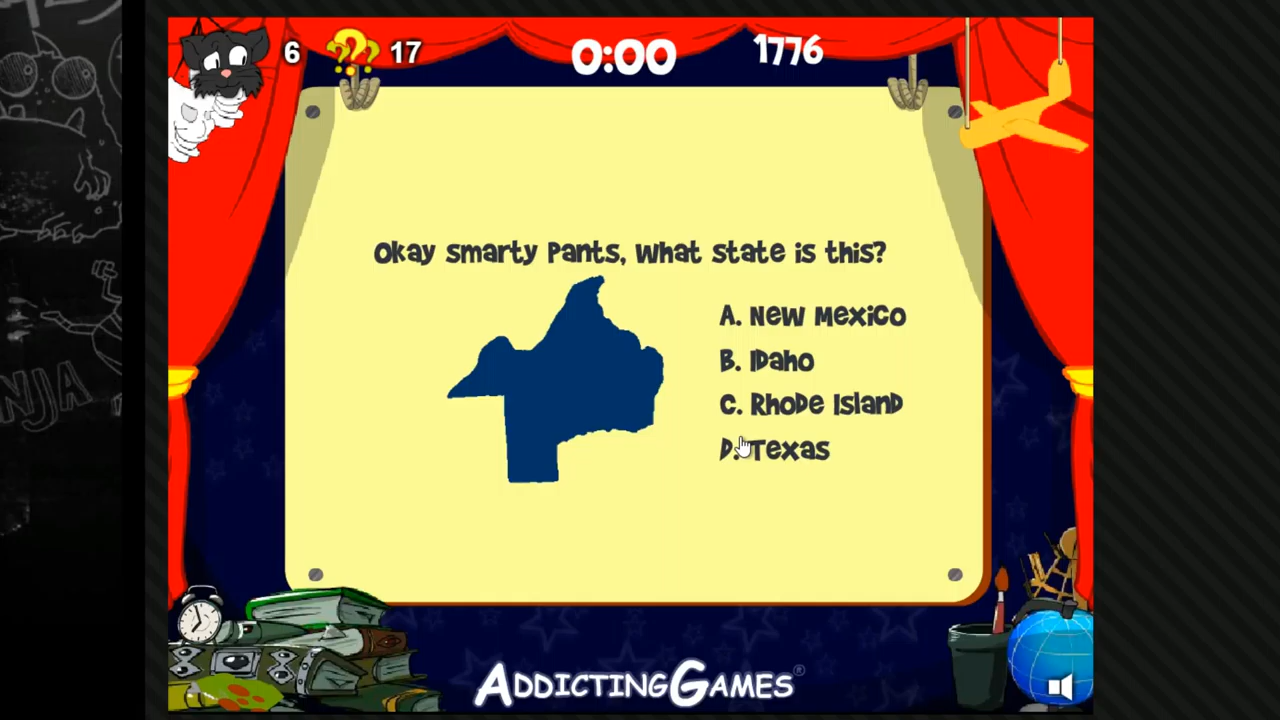 6 ??? 17 0:00 1776
Okay smarty pants, what state is this?
A. New Mexico
B. Idaho
C. Rhode Island
D. Texas
NJA
AddictingGames®